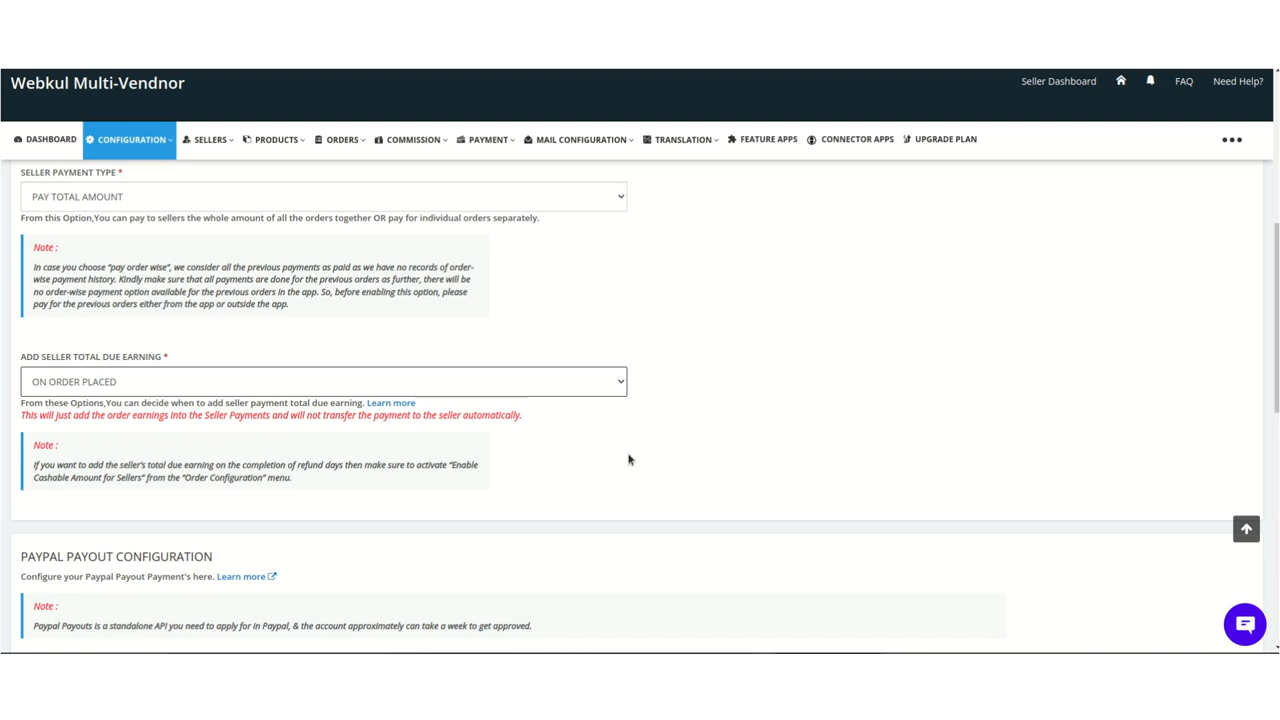 Webkul Multi-Vendnor
Seller Dashboard FAQ Need Help?
DASHBOARD CONFIGURATION SELLERS PRODUCTS ORDERS COMMISSION PAYMENT MAIL CONFIGURATION TRANSLATION FEATURE APPS CONNECTOR APPS UPGRADE PLAN
SELLER PAYMENT TYPE *
PAY TOTAL AMOUNT
From this Option,You can pay to sellers the whole amount of all the orders together OR pay for individual orders separately.
Note :
In case you choose "pay order wise", we consider all the previous payments as paid as we have no records of order-
wise payment history. Kindly make sure that all payments are done for the previous orders as further, there will be
no order-wise payment option available for the previous orders in the app. So, before enabling this option, please
pay for the previous orders either from the app or outside the app.
ADD SELLER TOTAL DUE EARNING *
ON ORDER PLACED
From these Options,You can decide when to add seller payment total due earning. Learn more
This will just add the order earnings into the Seller Payments and will not transfer the payment to the seller automatically.
Note :
If you want to add the seller's total due earning on the completion of refund days then make sure to activate "Enable
Cashable Amount for Sellers" from the "Order Configuration" menu.
PAYPAL PAYOUT CONFIGURATION
Configure your Paypal Payout Payment's here. Learn more
Note :
Paypal Payouts is a standalone API you need to apply for in Paypal, & the account approximately can take a week to get approved.